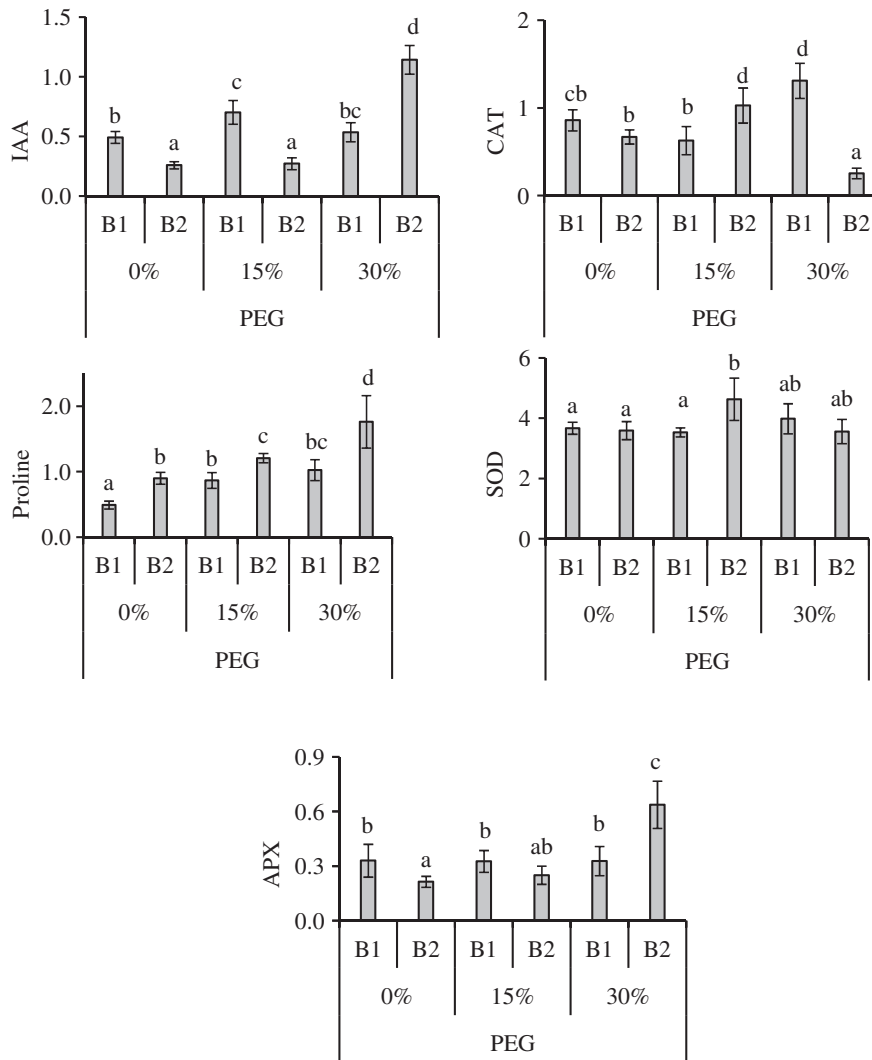 IAA
1.5
1.0
0.5
0.0
b
a
c
a
bc
d
B1 B2 B1 B2 B1 B2
0% 15% 30%
PEG
CAT
2
1
0
cb
b
b
d
d
a
B1 B2 B1 B2 B1 B2
0% 15% 30%
PEG
Proline
2.0
1.0
0.0
a
b
b
c
bc
d
B1 B2 B1 B2 B1 B2
0% 15% 30%
PEG
SOD
6
4
2
0
a
a
a
b
ab
ab
B1 B2 B1 B2 B1 B2
0% 15% 30%
PEG
APX
0.9
0.6
0.3
0.0
b
a
b
ab
b
c
B1 B2 B1 B2 B1 B2
0% 15% 30%
PEG